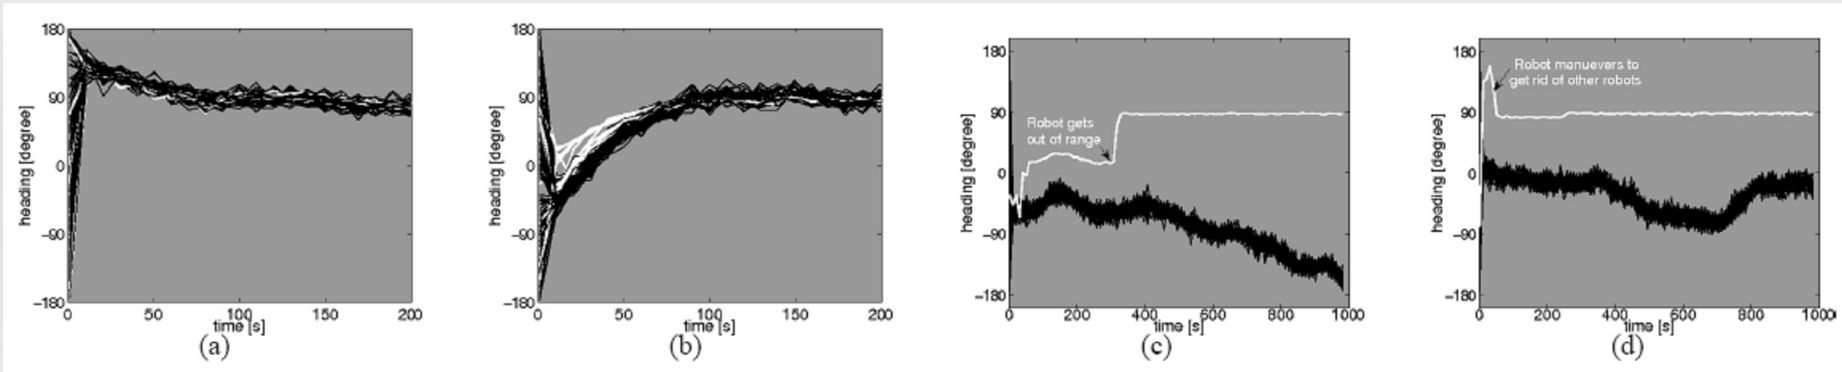 180
90
0
−90
−180
heading [degree]
0
50
100
150
200
time [s]
(a)
180
90
0
−90
−180
heading [degree]
0
50
100
150
200
time [s]
(b)
180
90
0
−90
−180
heading [degree]
Robot gets
out of range
0
200
400
600
800
1000
time [s]
(c)
180
90
0
−90
−180
heading [degree]
Robot manuevers to
get rid of other robots
0
200
400
600
800
1000
time [s]
(d)